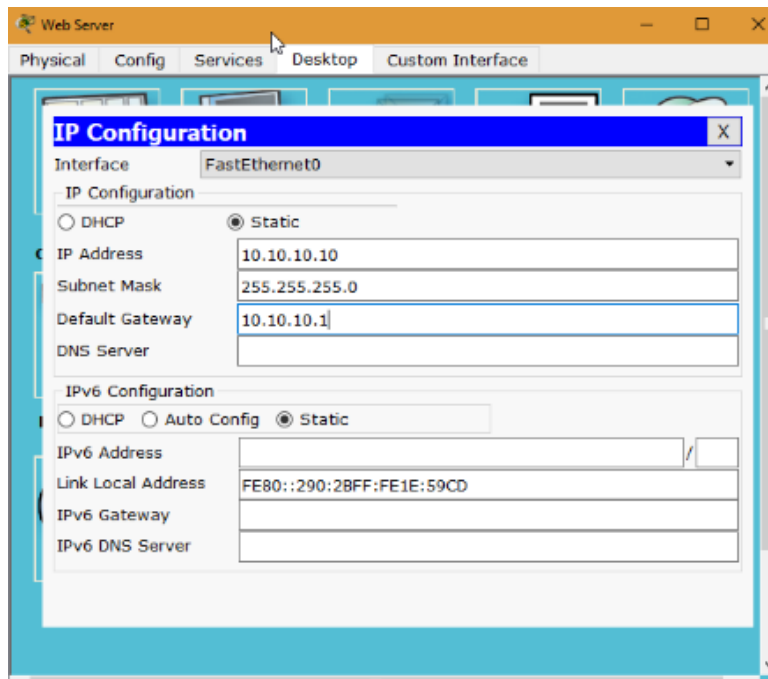 Web Server
Physical Config Services Desktop Custom Interface
IP Configuration X
Interface FastEthernet0
IP Configuration
DHCP Static
IP Address 10.10.10.10
Subnet Mask 255.255.255.0
Default Gateway 10.10.10.1
DNS Server
IPv6 Configuration
DHCP Auto Config Static
IPv6 Address /
Link Local Address FE80::290:2BFF:FE1E:59CD
IPv6 Gateway
IPv6 DNS Server